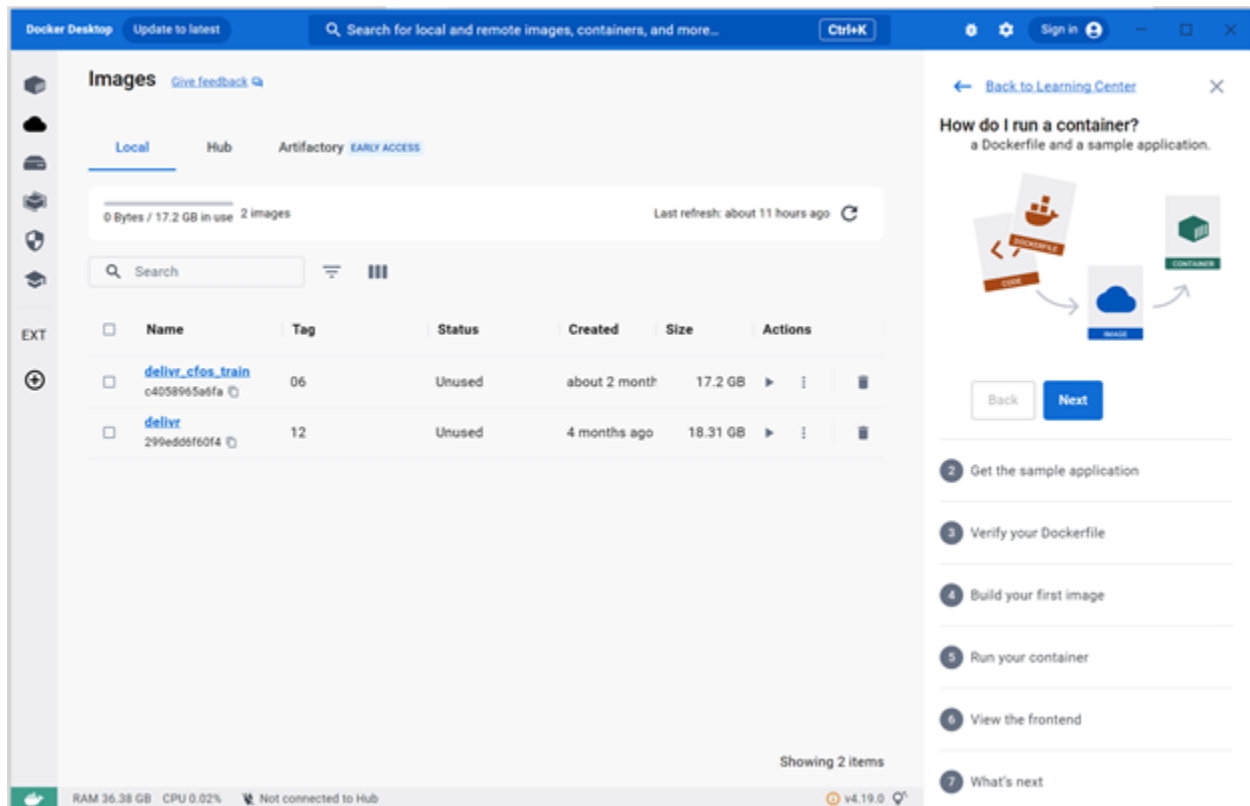 Docker Desktop Update to latest Search for local and remote images, containers, and more... Ctrl+K Sign in
Images Give feedback
Local Hub Artifactory EARLY ACCESS
0 Bytes / 17.2 GB in use 2 images Last refresh: about 11 hours ago
Search
EXT
Name Tag Status Created Size Actions
delivr_cfos_train 06 Unused about 2 month 17.2 GB
c4058965a6fa
delivr 12 Unused 4 months ago 18.31 GB
299edd6f60f4
Showing 2 items
Back to Learning Center
How do I run a container?
a Dockerfile and a sample application.
DOCKERFILE
CODE
CONTAINER
IMAGE
Back Next
2 Get the sample application
3 Verify your Dockerfile
4 Build your first image
5 Run your container
6 View the frontend
7 What's next
RAM 36.38 GB CPU 0.02% Not connected to Hub v4.19.0